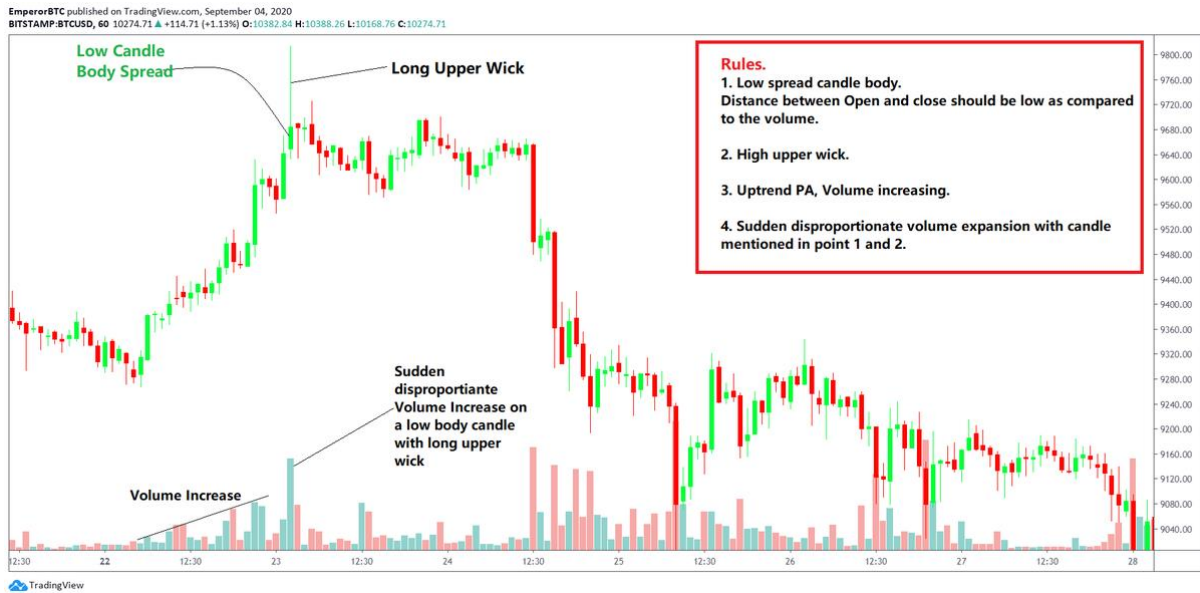 EmperorBTC published on TradingView.com, September 04, 2020
BITSTAMP:BTCUSD, 60 10274.71 ▲ +114.71 (+1.13%) O:10382.84 H:10388.26 L:10168.76 C:10274.71
Low Candle
Body Spread
Long Upper Wick
Rules.
1. Low spread candle body.
Distance between Open and close should be low as compared
to the volume.
2. High upper wick.
3. Uptrend PA, Volume increasing.
4. Sudden disproportionate volume expansion with candle
mentioned in point 1 and 2.
Sudden
disproportiante
Volume Increase on
a low body candle
with long upper
wick
Volume Increase
9800.00
9760.00
9720.00
9680.00
9640.00
9600.00
9560.00
9520.00
9480.00
9440.00
9400.00
9360.00
9320.00
9280.00
9240.00
9200.00
9160.00
9120.00
9080.00
9040.00
12:30 22 12:30 23 12:30 24 12:30 25 12:30 26 12:30 27 12:30 28
TradingView